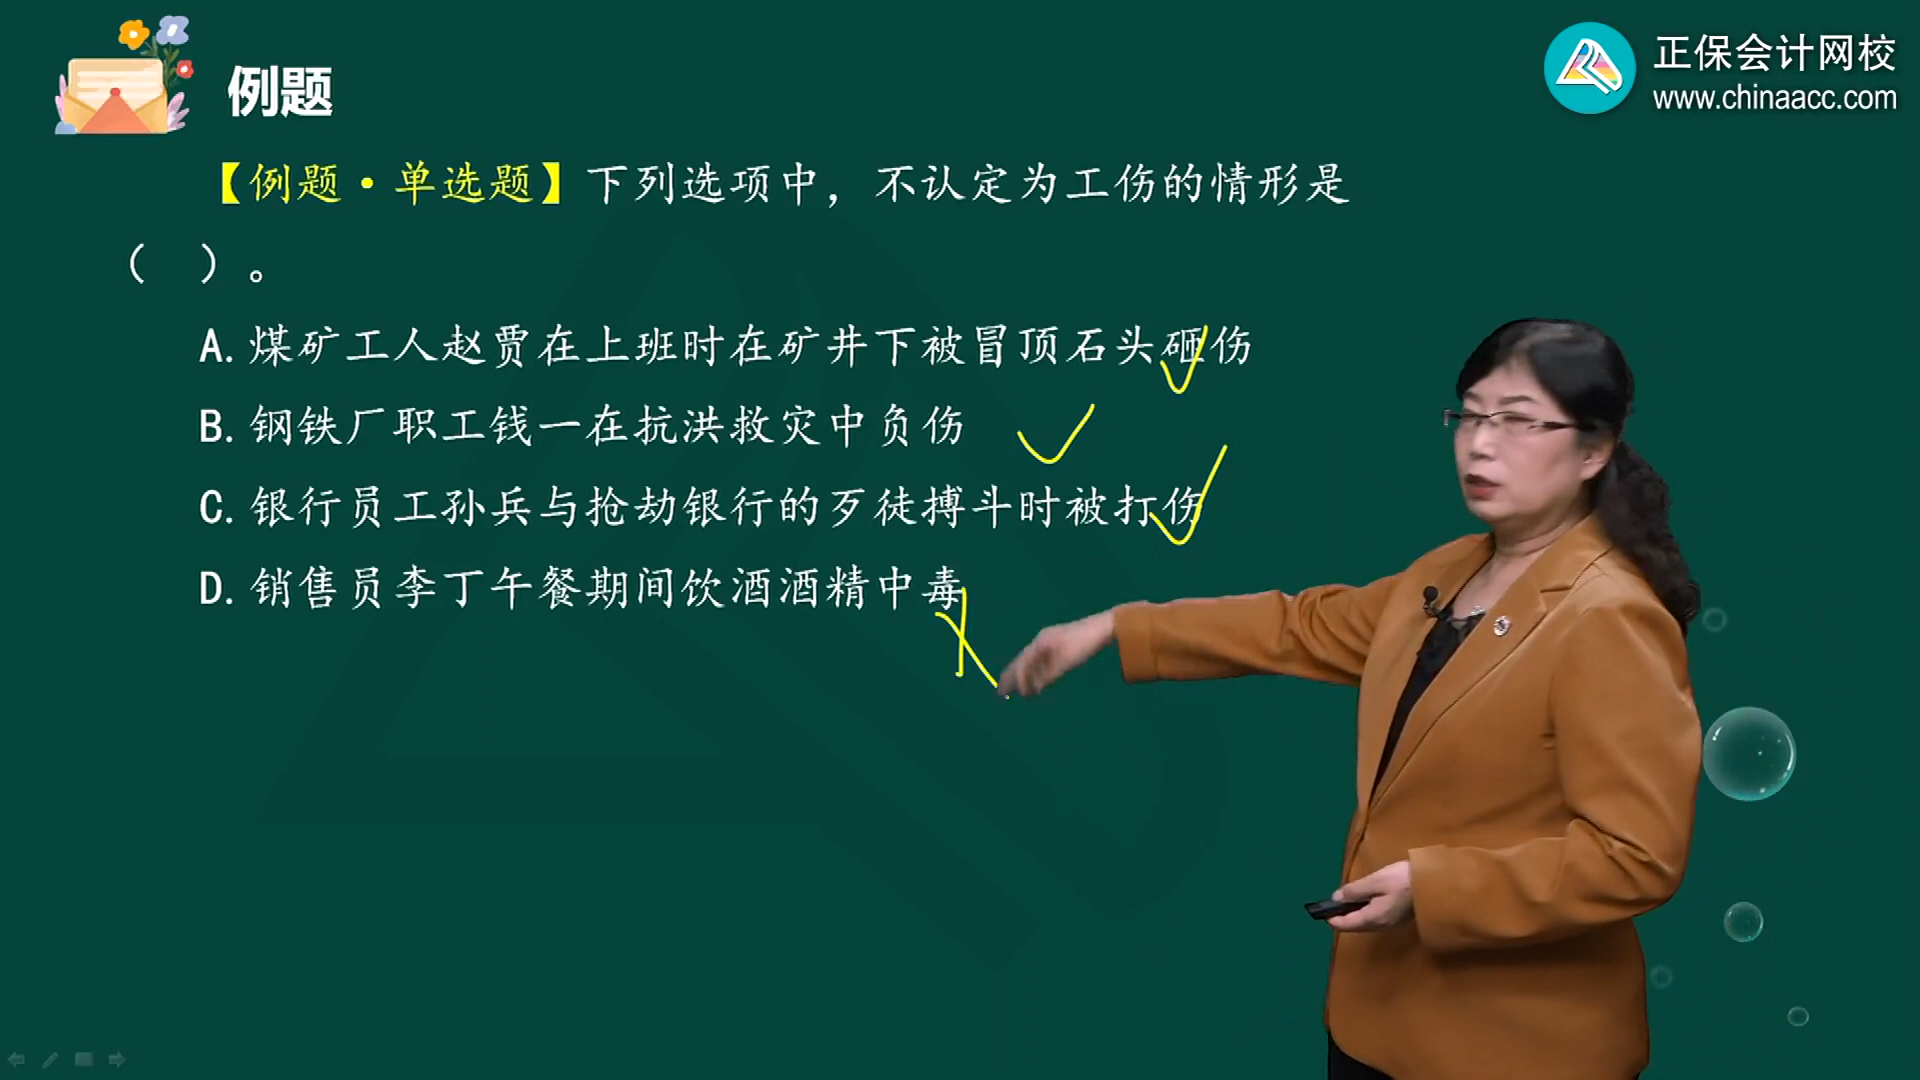 正保会计网校
www.chinaacc.com
例题
【例题·单选题】下列选项中，不认定为工伤的情形是
（ ）。
A.煤矿工人赵贾在上班时在矿井下被冒顶石头砸伤
B.钢铁厂职工钱一在抗洪救灾中负伤
C.银行员工孙兵与抢劫银行的歹徒搏斗时被打伤
D.销售员李丁午餐期间饮酒酒精中毒